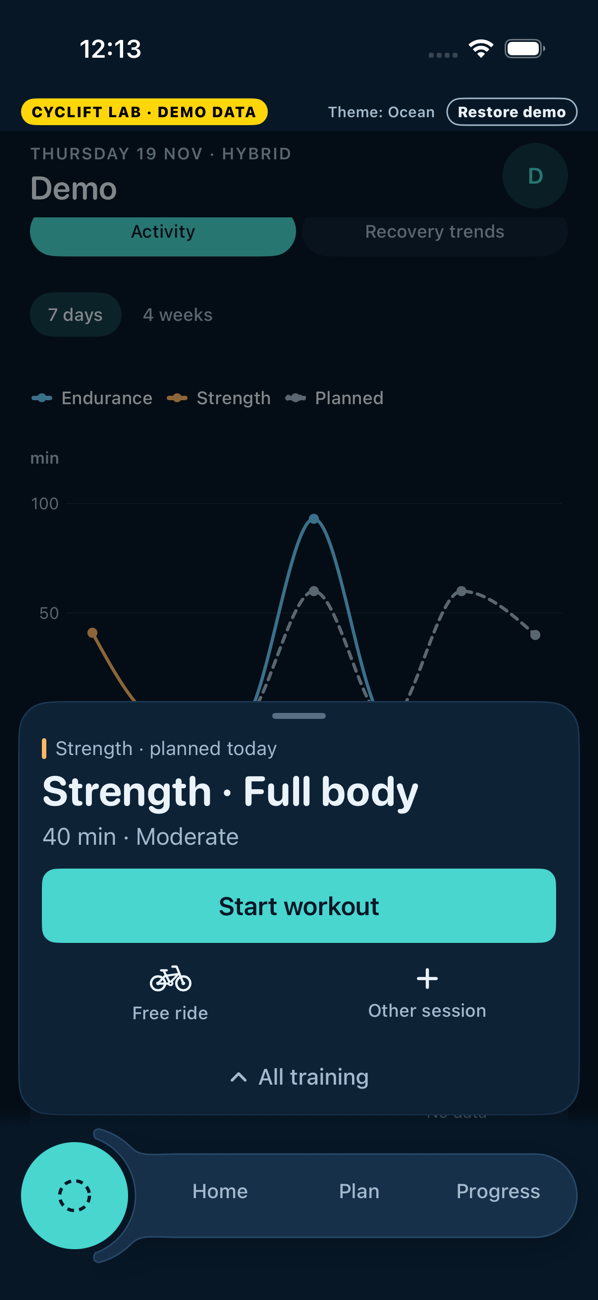 12:13
CYCLIFT LAB · DEMO DATA
Theme: Ocean
Restore demo
THURSDAY 19 NOV · HYBRID
Demo
D
Activity
Recovery trends
7 days
4 weeks
Endurance
Strength
Planned
min
100
50
Strength · planned today
Strength · Full body
40 min · Moderate
Start workout
Free ride
Other session
All training
Home
Plan
Progress